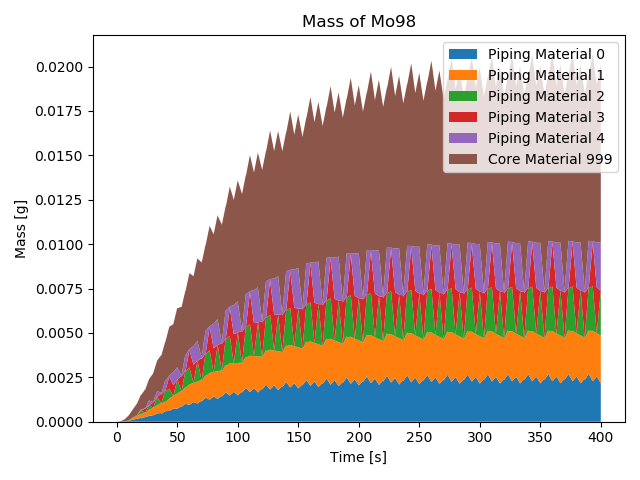 Mass of Mo98
Piping Material 0
Piping Material 1
Piping Material 2
Piping Material 3
Piping Material 4
Core Material 999
Mass [g]
0.0200
0.0175
0.0150
0.0125
0.0100
0.0075
0.0050
0.0025
0.0000
0 50 100 150 200 250 300 350 400
Time [s]